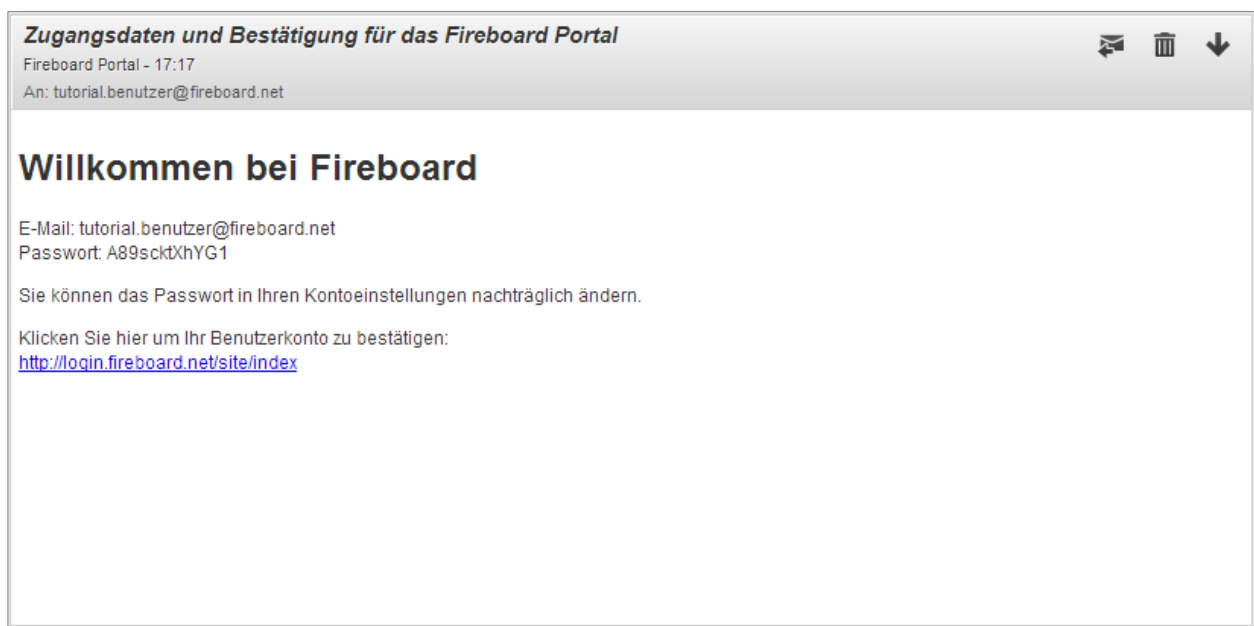 Zugangsdaten und Bestätigung für das Fireboard Portal
Fireboard Portal - 17:17
An: tutorial.benutzer@fireboard.net
Willkommen bei Fireboard
E-Mail: tutorial.benutzer@fireboard.net
Passwort: A89scktXhYG1
Sie können das Passwort in Ihren Kontoeinstellungen nachträglich ändern.
Klicken Sie hier um Ihr Benutzerkonto zu bestätigen:
http://login.fireboard.net/site/index